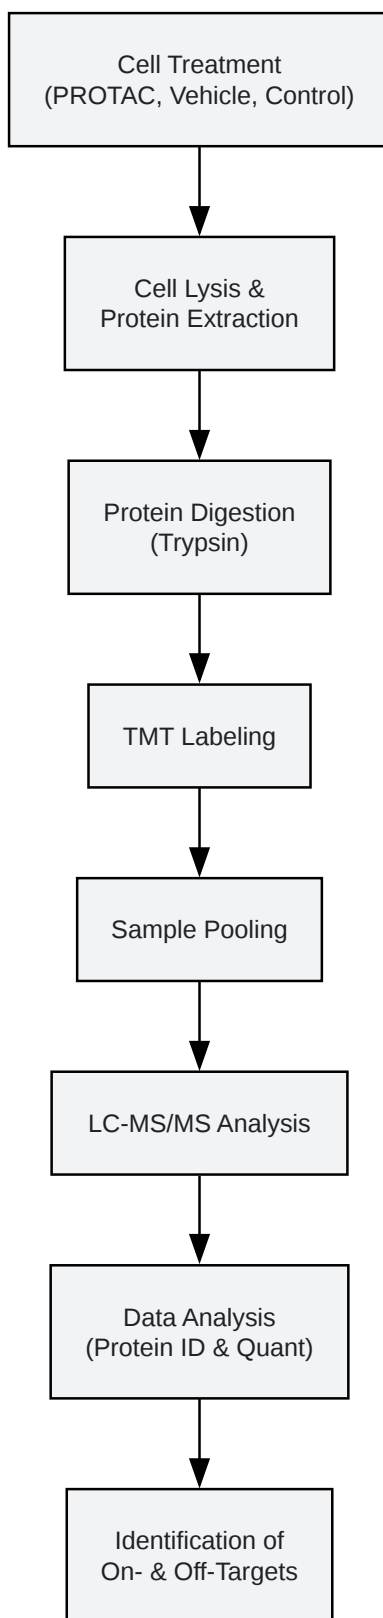 Cell Treatment
(PROTAC, Vehicle, Control)
Cell Lysis &
Protein Extraction
Protein Digestion
(Trypsin)
TMT Labeling
Sample Pooling
LC-MS/MS Analysis
Data Analysis
(Protein ID & Quant)
Identification of
On- & Off-Targets